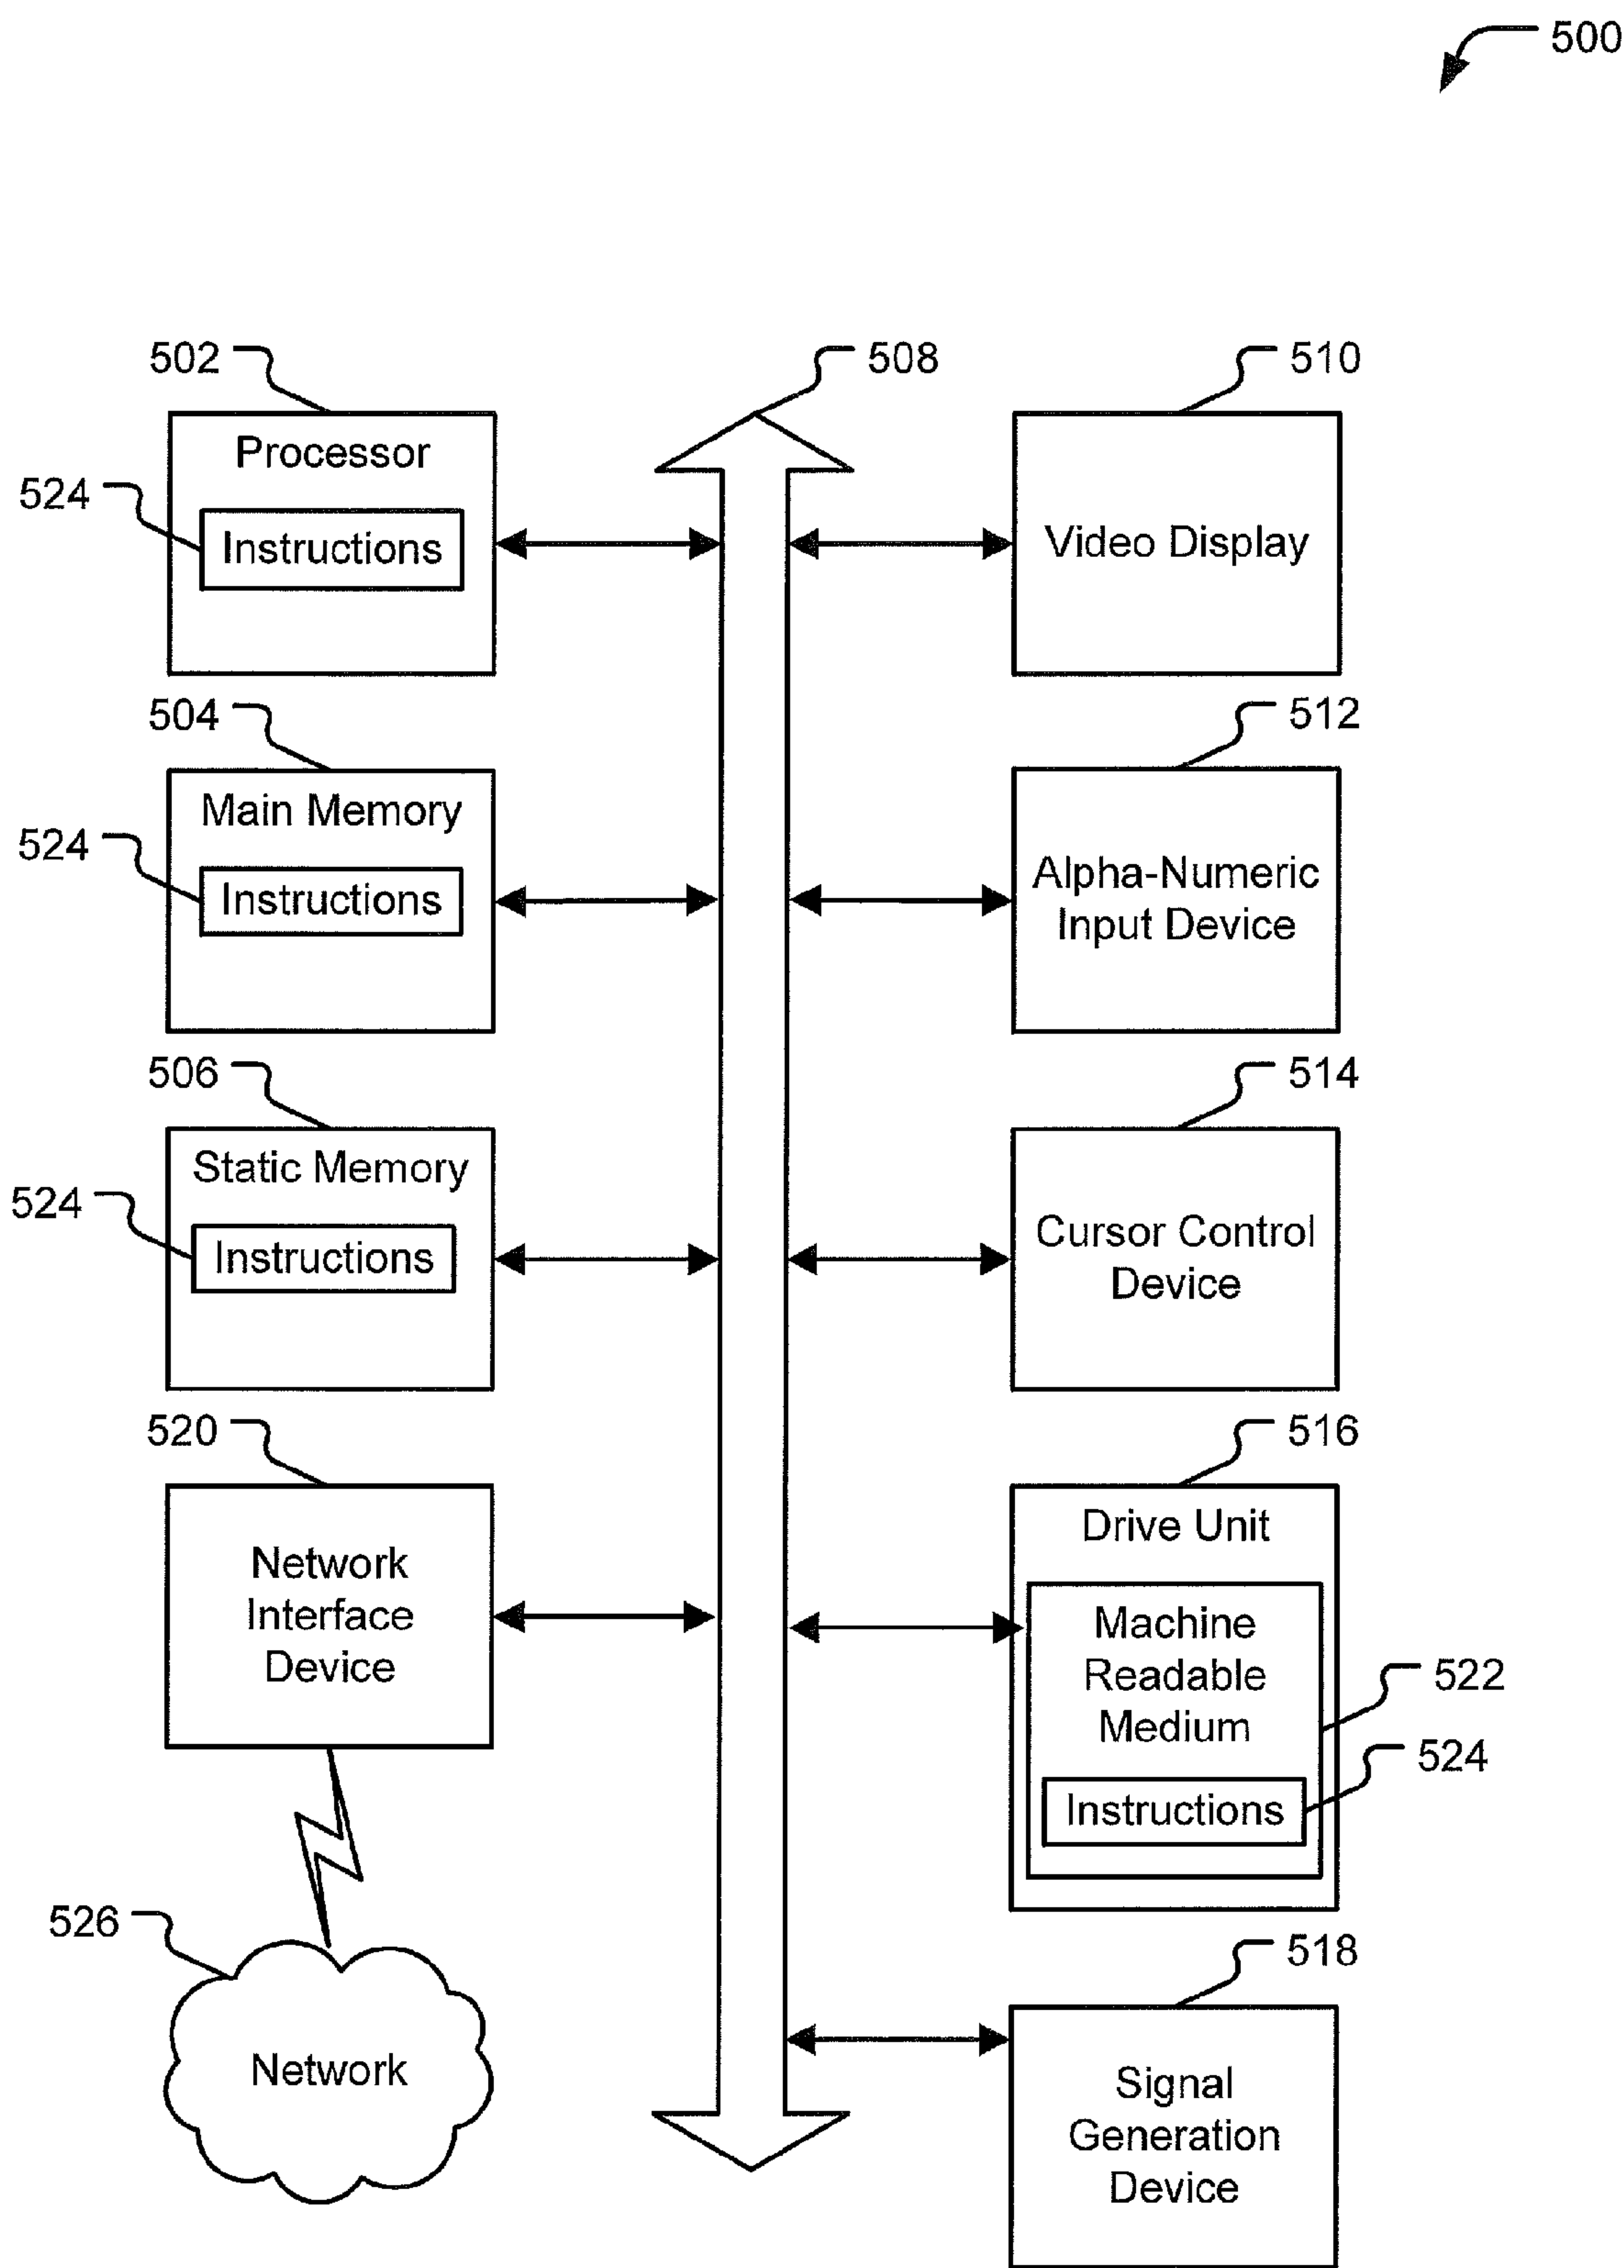 500
502
508
510
Processor
524
Instructions
Video Display
504
512
Main Memory
524
Instructions
Alpha-Numeric
Input Device
506
514
Static Memory
524
Instructions
Cursor Control
Device
520
516
Network
Interface
Device
Drive Unit
Machine
Readable
Medium
522
524
Instructions
526
Network
518
Signal
Generation
Device